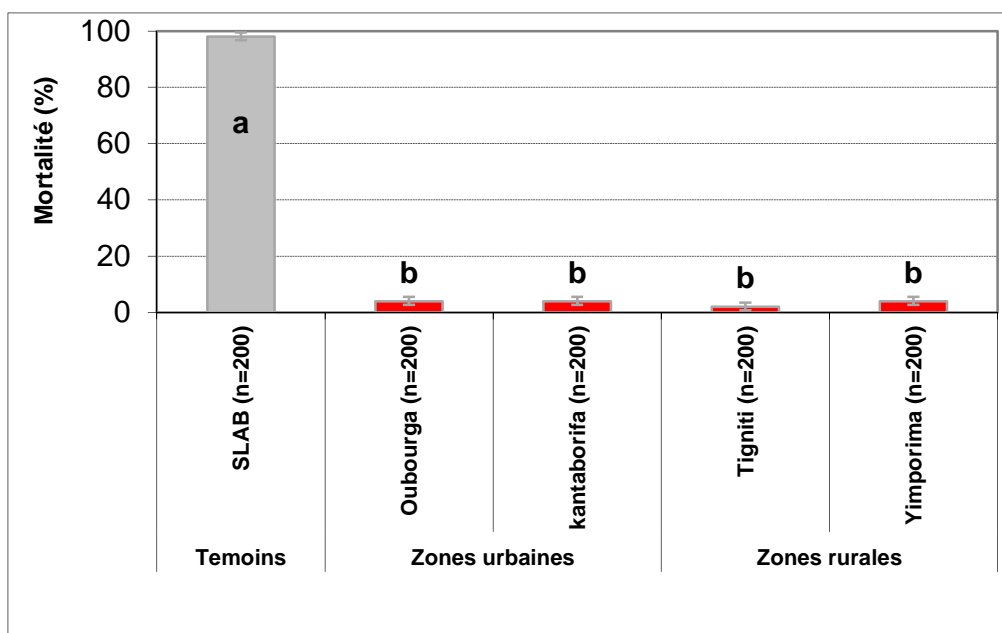 Mortalité (%)
100
80
60
40
20
0
a
b
b
b
b
SLAB (n=200)
Oubourga (n=200)
kantaborifa (n=200)
Tigniti (n=200)
Yimporima (n=200)
Temoins
Zones urbaines
Zones rurales